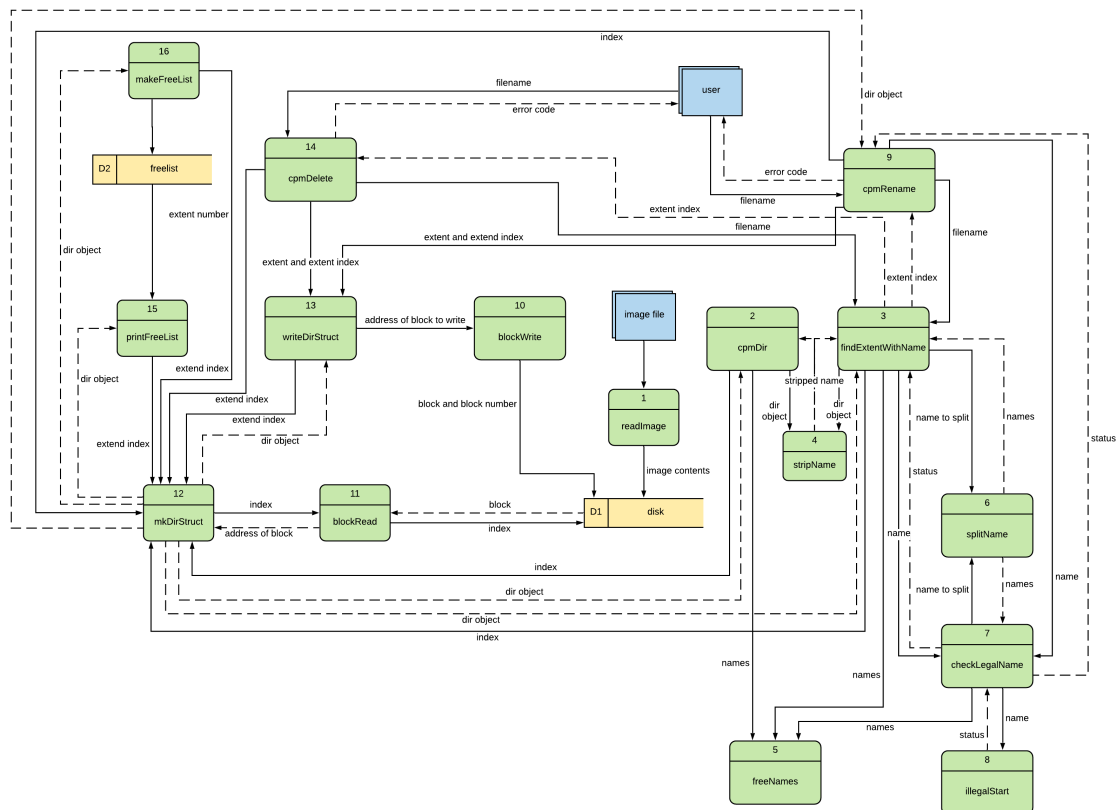 index
16
makeFreeList
filename
user
dir object
error code
14
cpmDelete
9
cpmRename
D2
freelist
error code
filename
extent number
extent index
filename
filename
dir object
extent and extend index
extent and extent index
extent index
15
printFreeList
13
writeDirStruct
address of block to write
10
blockWrite
image file
2
cpmDir
3
findExtentWithName
extend index
dir object
stripped name
extend index
extend index
block and block number
1
readImage
dir
object
dir
object
name to split
names
extend index
dir object
4
stripName
status
image contents
status
12
mkDirStruct
index
11
blockRead
block
D1
disk
6
splitName
address of block
index
name
index
names
name
dir object
name to split
dir object
index
7
checkLegalName
names
names
names
name
status
5
freeNames
8
illegalStart